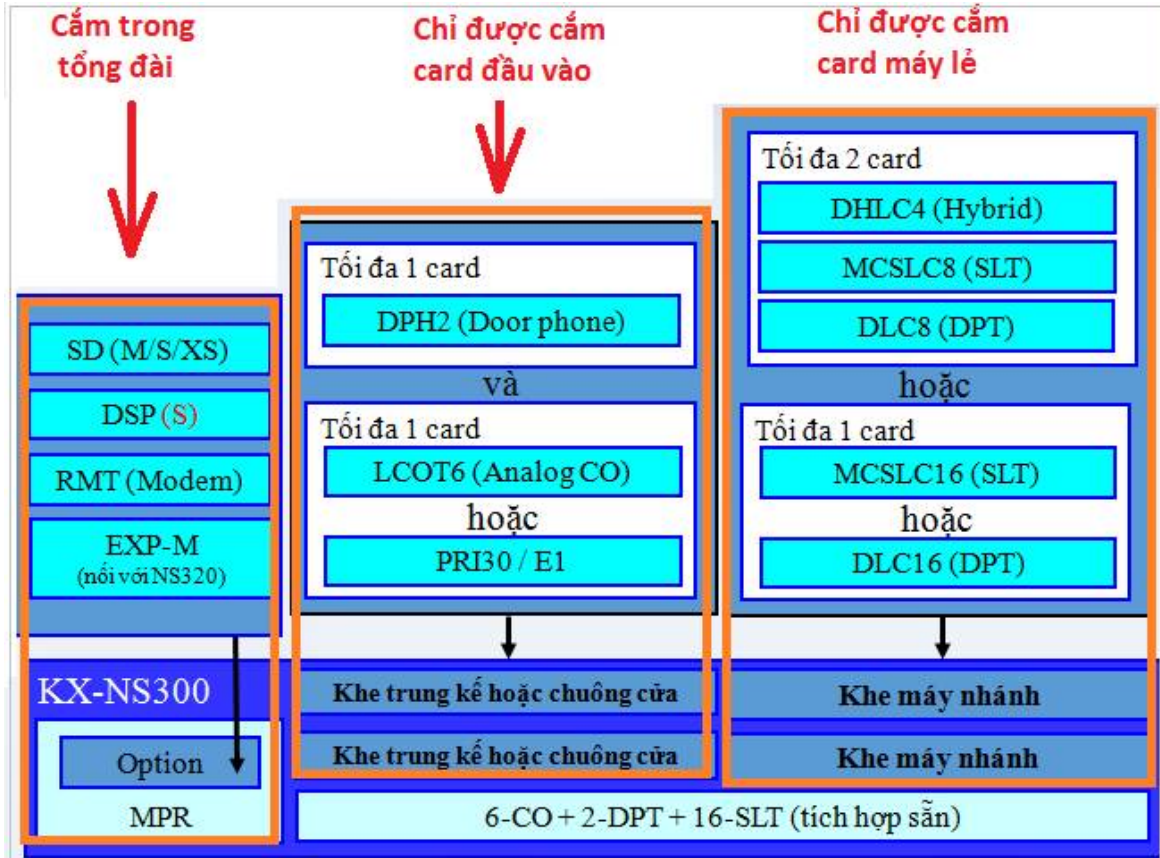 Cắm trong
tổng đài
Chỉ được cắm
card đầu vào
Chỉ được cắm
card máy lẻ
SD (M/S/XS)
DSP (S)
RMT (Modem)
EXP-M
(nối với NS320)
Tối đa 1 card
DPH2 (Door phone)
và
Tối đa 1 card
LCOT6 (Analog CO)
hoặc
PRI30 / E1
Tối đa 2 card
DHLC4 (Hybrid)
MCSLC8 (SLT)
DLC8 (DPT)
hoặc
Tối đa 1 card
MCSLC16 (SLT)
hoặc
DLC16 (DPT)
KX-NS300
Option
MPR
Khe trung kế hoặc chuông cửa
Khe máy nhánh
Khe trung kế hoặc chuông cửa
Khe máy nhánh
6-CO + 2-DPT + 16-SLT (tích hợp sẵn)